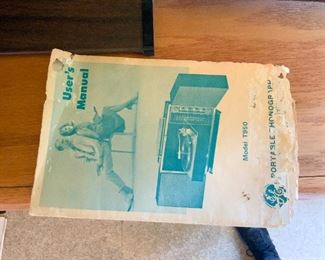 User's
Manual
Model T950
GE
PORTABLE PHONOGRAPH